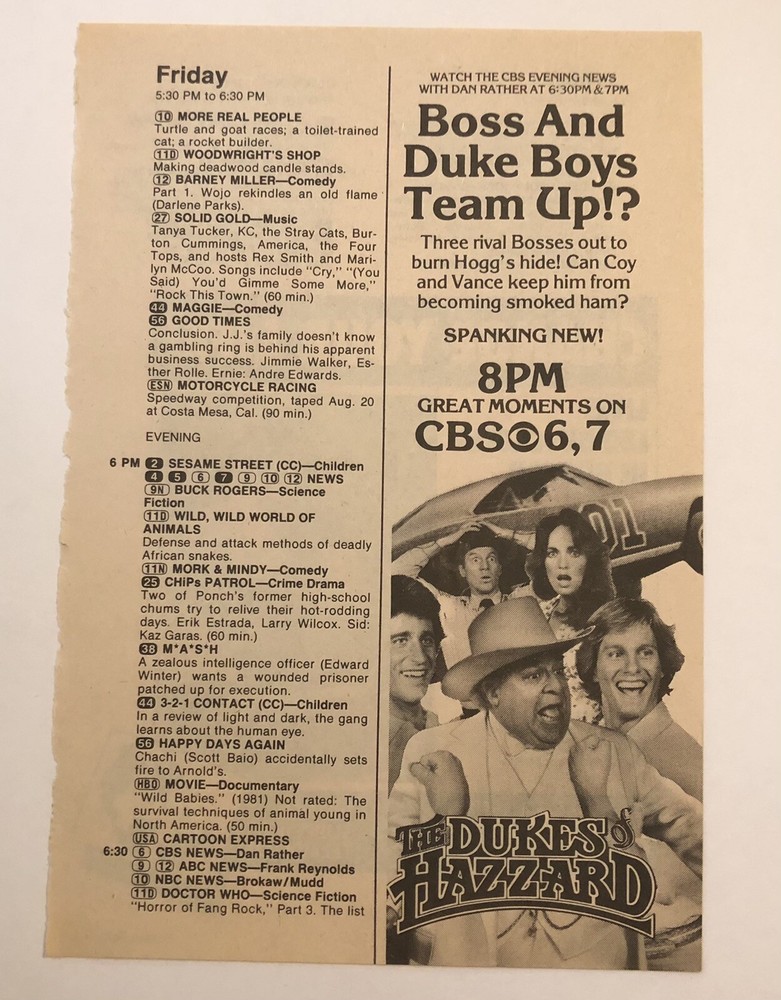 Friday
5:30 PM to 6:30 PM
10 MORE REAL PEOPLE
Turtle and goat races; a toilet-trained
cat; a rocket builder.
11D WOODWRIGHT'S SHOP
Making deadwood candle stands.
12 BARNEY MILLER—Comedy
Part 1. Wojo rekindles an old flame
(Darlene Parks).
27 SOLID GOLD—Music
Tanya Tucker, KC, the Stray Cats, Bur-
ton Cummings, America, the Four
Tops, and hosts Rex Smith and Mari-
lyn McCoo. Songs include "Cry," "(You
Said) You'd Gimme Some More,"
"Rock This Town." (60 min.)
44 MAGGIE—Comedy
56 GOOD TIMES
Conclusion. J.J.'s family doesn't know
a gambling ring is behind his apparent
business success. Jimmie Walker, Es-
ther Rolle. Ernie: Andre Edwards.
ESN MOTORCYCLE RACING
Speedway competition, taped Aug. 20
at Costa Mesa, Cal. (90 min.)
EVENING
6 PM 2 SESAME STREET (CC)—Children
4 5 6 7 9 10 12 NEWS
9N BUCK ROGERS—Science
Fiction
11D WILD, WILD WORLD OF
ANIMALS
Defense and attack methods of deadly
African snakes.
11N MORK & MINDY—Comedy
25 CHiPs PATROL—Crime Drama
Two of Ponch's former high-school
chums try to relive their hot-rodding
days. Erik Estrada, Larry Wilcox. Sid:
Kaz Garas. (60 min.)
38 M*A*S*H
A zealous intelligence officer (Edward
Winter) wants a wounded prisoner
patched up for execution.
44 3-2-1 CONTACT (CC)—Children
In a review of light and dark, the gang
learns about the human eye.
56 HAPPY DAYS AGAIN
Chachi (Scott Baio) accidentally sets
fire to Arnold's.
HBO MOVIE—Documentary
"Wild Babies." (1981) Not rated: The
survival techniques of animal young in
North America. (50 min.)
USA CARTOON EXPRESS
6:30 6 CBS NEWS—Dan Rather
9 12 ABC NEWS—Frank Reynolds
10 NBC NEWS—Brokaw/Mudd
11D DOCTOR WHO—Science Fiction
"Horror of Fang Rock," Part 3. The list
WATCH THE CBS EVENING NEWS
WITH DAN RATHER AT 6:30PM & 7PM
Boss And
Duke Boys
Team Up!?
Three rival Bosses out to
burn Hogg's hide! Can Coy
and Vance keep him from
becoming smoked ham?
SPANKING NEW!
8PM
GREAT MOMENTS ON
CBS 6, 7
01
THE DUKES of
HAZZARD